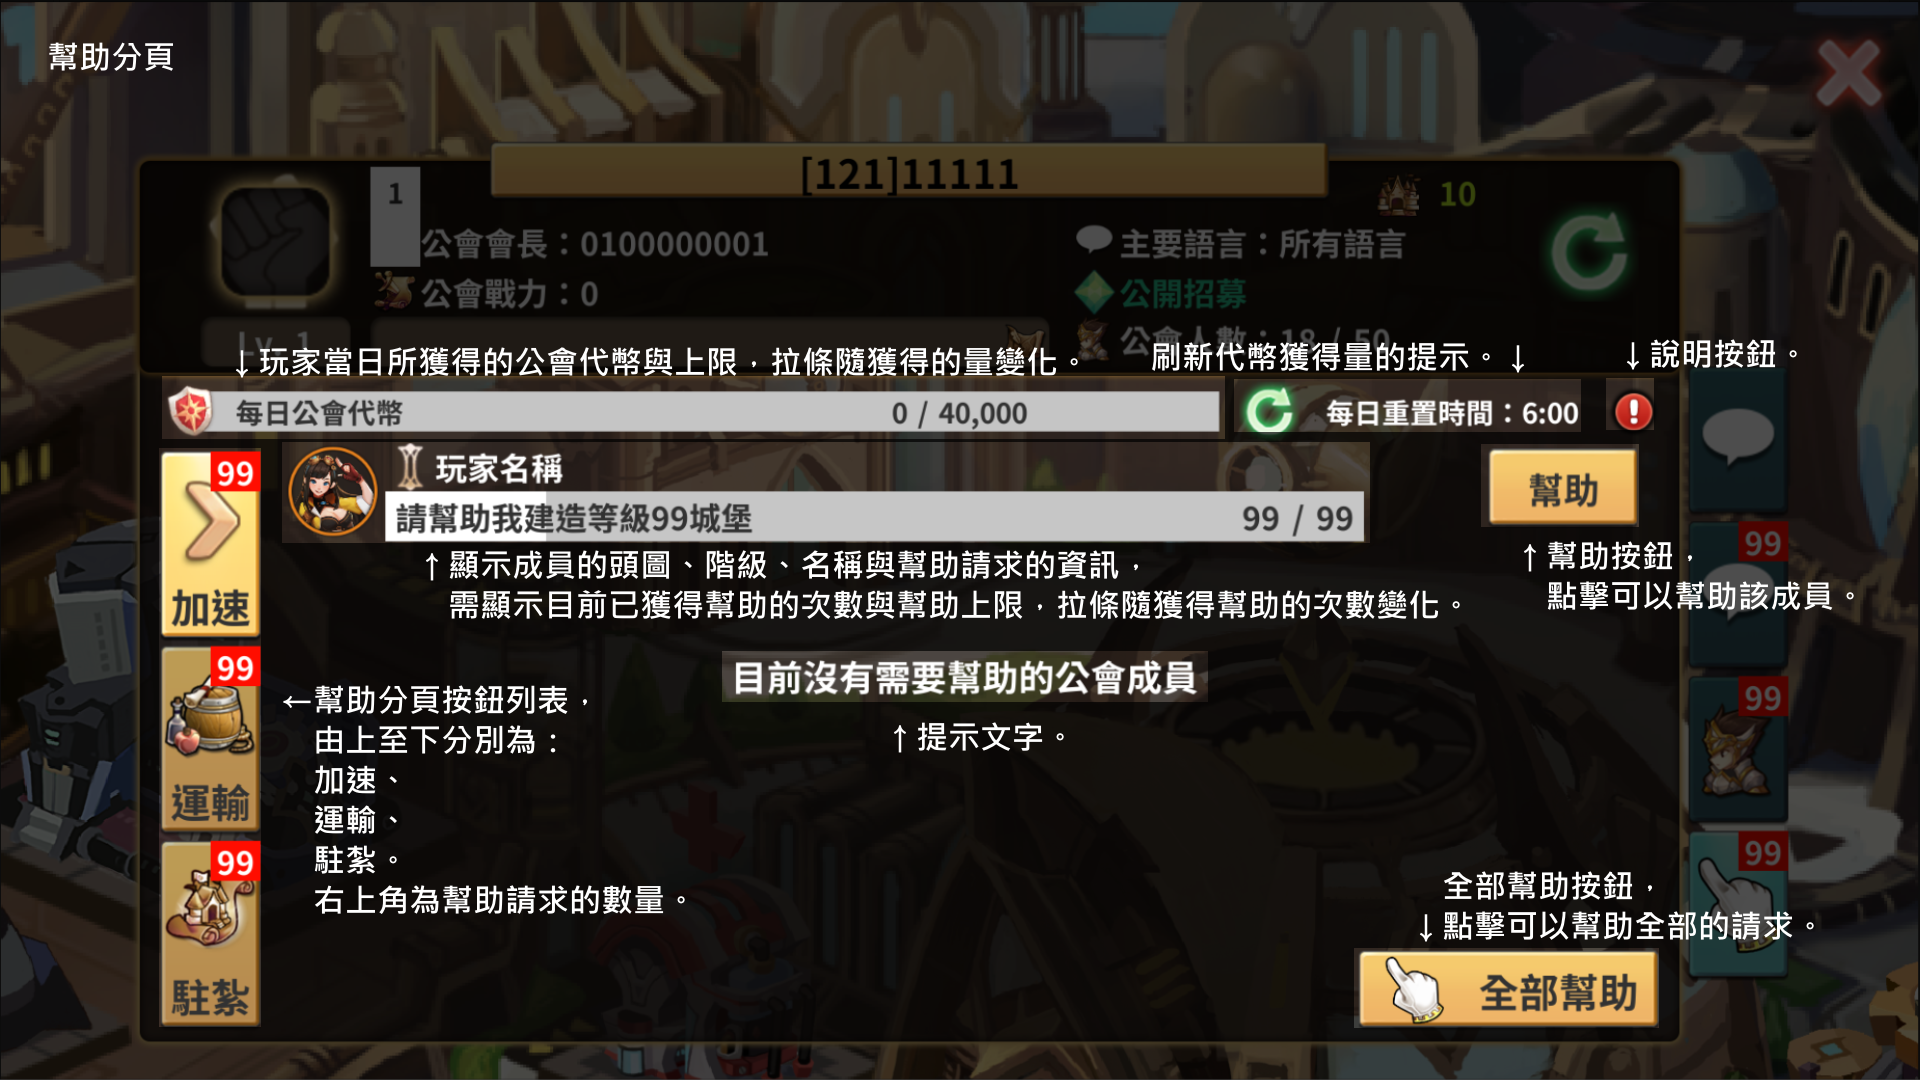 幫助分頁
[121]11111
1
10
公會會長：0100000001
主要語言：所有語言
公會戰力：0
公開招募
Lv. 1
公會人數：18 / 50
↓玩家當日所獲得的公會代幣與上限，拉條隨獲得的量變化。
刷新代幣獲得量的提示。↓
↓說明按鈕。
每日公會代幣
0 / 40,000
每日重置時間：6:00
99
加速
玩家名稱
請幫助我建造等級99城堡
99 / 99
幫助
↑顯示成員的頭圖、階級、名稱與幫助請求的資訊，
需顯示目前已獲得幫助的次數與幫助上限，拉條隨獲得幫助的次數變化。
↑幫助按鈕，
點擊可以幫助該成員。
99
99
運輸
目前沒有需要幫助的公會成員
↑提示文字。
←幫助分頁按鈕列表，
由上至下分別為：
加速、
運輸、
駐紮。
右上角為幫助請求的數量。
99
99
駐紮
99
全部幫助按鈕，
↓點擊可以幫助全部的請求。
全部幫助